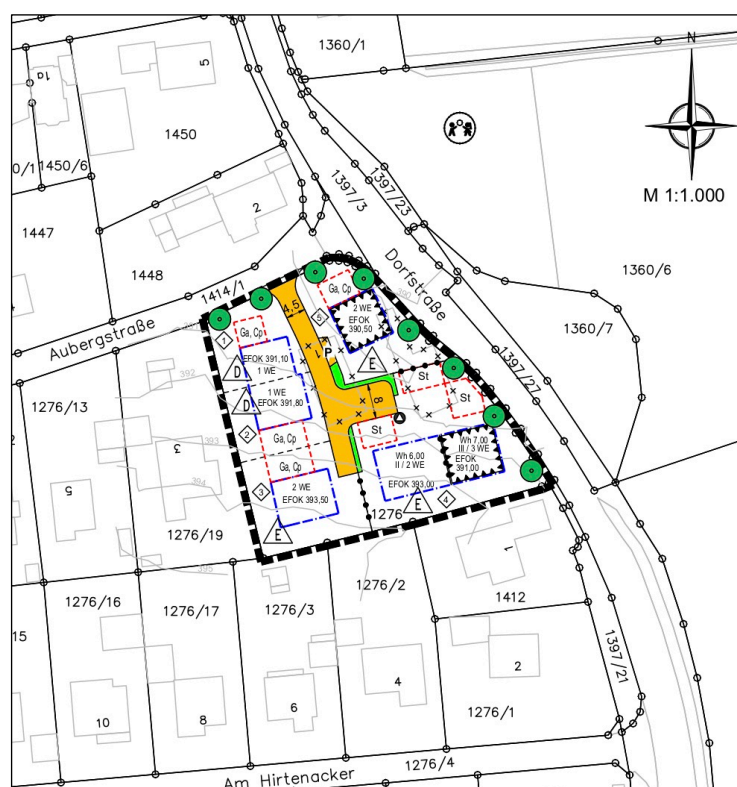 1360/1
N
5
1a
1450
0/1
1450/6
M 1:1.000
1397/3
1397/23
2
1447
1448
Dorfstraße
1360/6
1414/1
Ga, Cp
390
4,5
2 WE
EFOK
390,50
5
1360/7
Aubergstraße
Ga, Cp
1
P
EFOK 391,10
1 WE
D
E
1397/27
392
St
1276/13
1 WE
EFOK 391,80
D
8
St
2
Ga, Cp
St
3
393
Wh 7,00
III / 3 WE
EFOK
391,00
Wh 6,00
II / 2 WE
Ga, Cp
394
5
2 WE
EFOK 393,50
3
EFOK 393,00
4
E
1276
E
1276/19
1
395
1276/2
1412
1276/16
1276/17
1276/3
15
1397/21
2
4
10
8
6
1276/1
1276/4
Am Hirtenacker